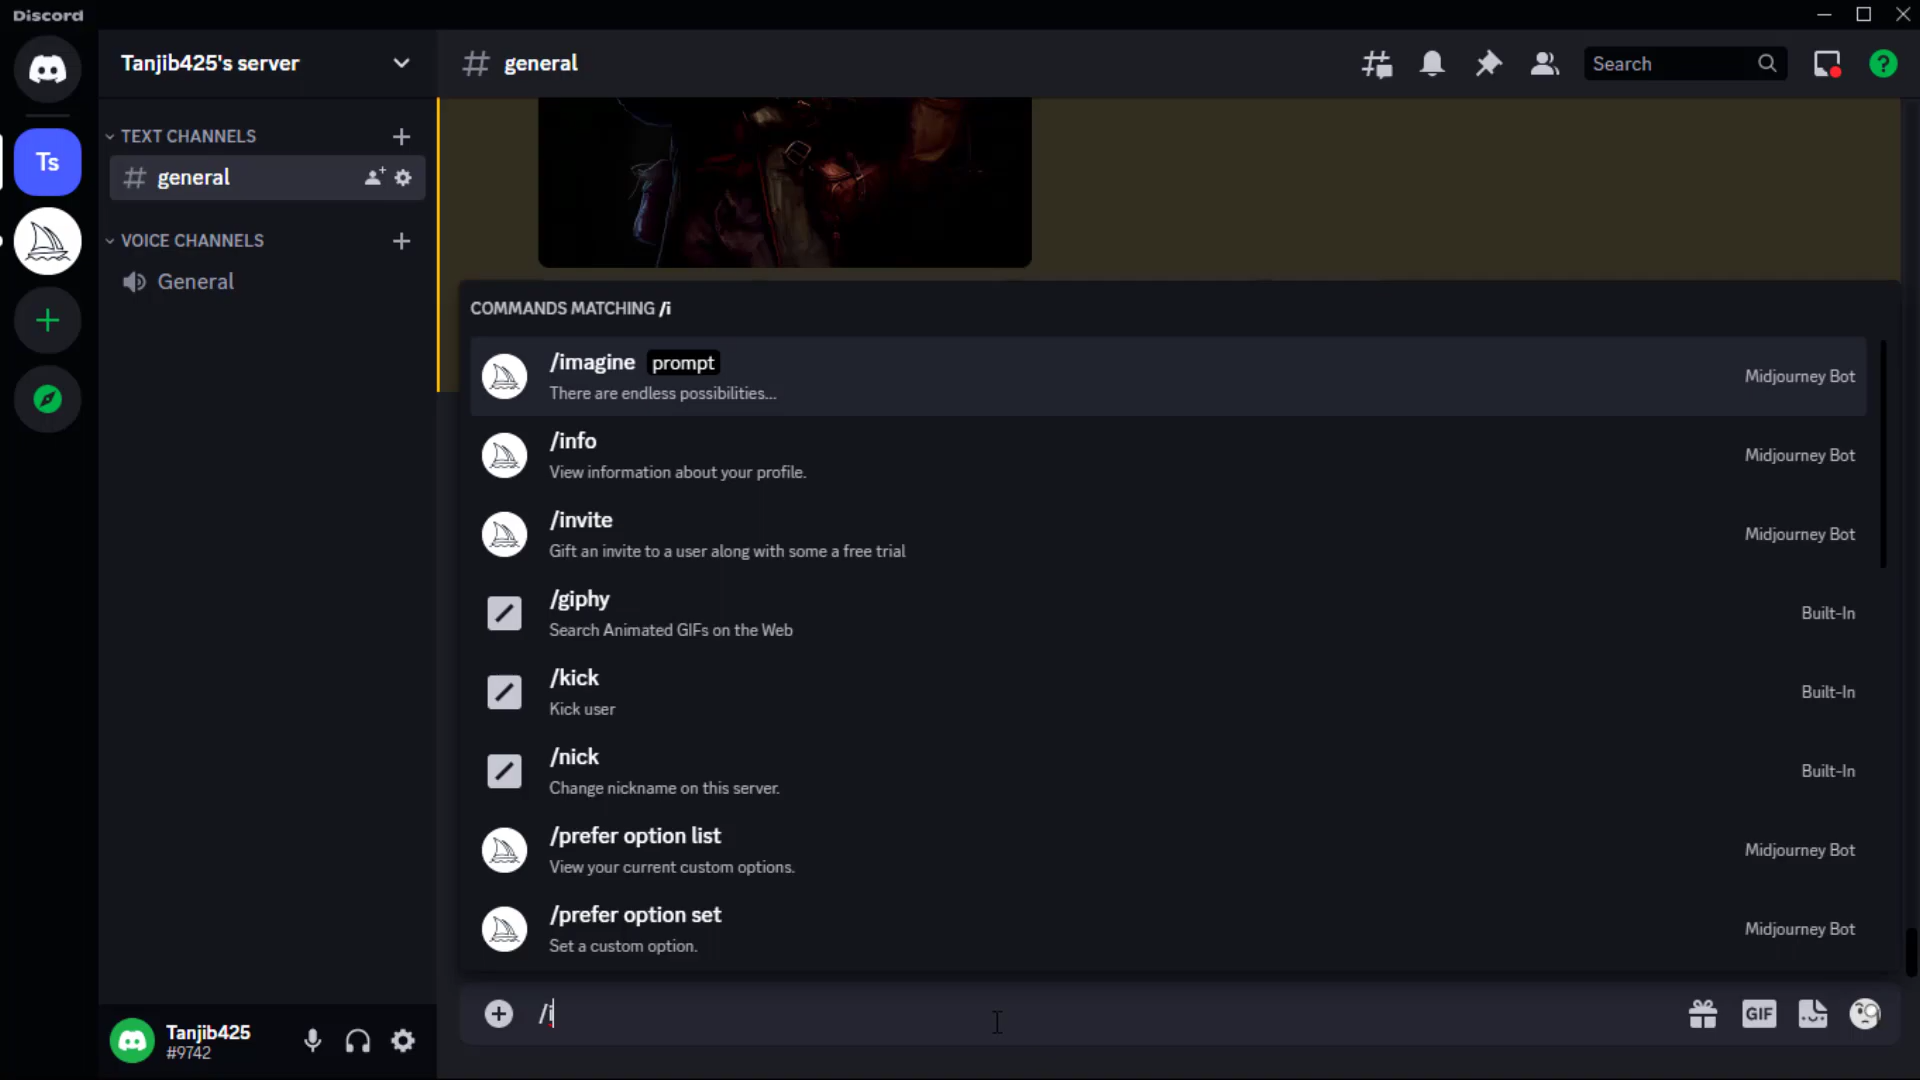 Discord
Tanjib425's server
general
Search
?
TEXT CHANNELS
Ts
general
VOICE CHANNELS
General
COMMANDS MATCHING /i
/imagine prompt
There are endless possibilities...
Midjourney Bot
/info
View information about your profile.
Midjourney Bot
/invite
Gift an invite to a user along with some a free trial
Midjourney Bot
/giphy
Search Animated GIFs on the Web
Built-In
/kick
Kick user
Built-In
/nick
Change nickname on this server.
Built-In
/prefer option list
View your current custom options.
Midjourney Bot
/prefer option set
Set a custom option.
Midjourney Bot
/i
GIF
Tanjib425
#9742